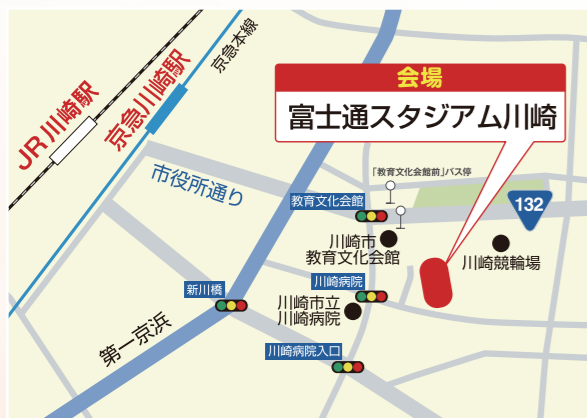 京急本線
京急川崎駅
JR川崎駅
会場
富士通スタジアム川崎
市役所通り
「教育文化会館前」バス停
教育文化会館
132
川崎市
教育文化会館
川崎競輪場
新川橋
川崎病院
川崎市立
川崎病院
第一京浜
川崎病院入口